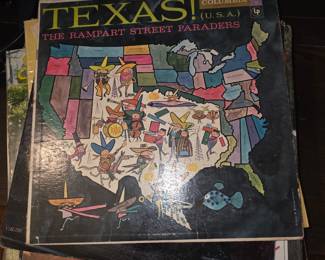 COLUMBIA
TEXAS!
(U.S.A.)
THE RAMPART STREET PARADERS